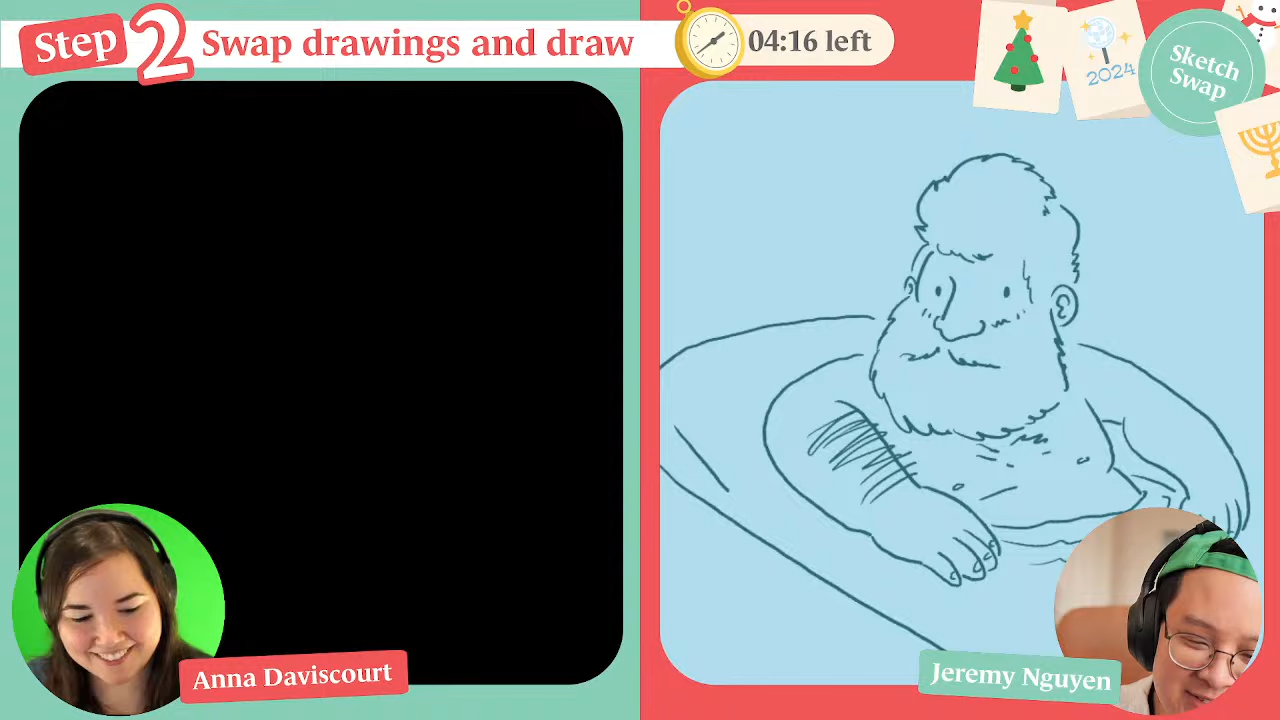 Step 2 Swap drawings and draw
04:16 left
2024
Sketch
Swap
Anna Daviscourt
Jeremy Nguyen